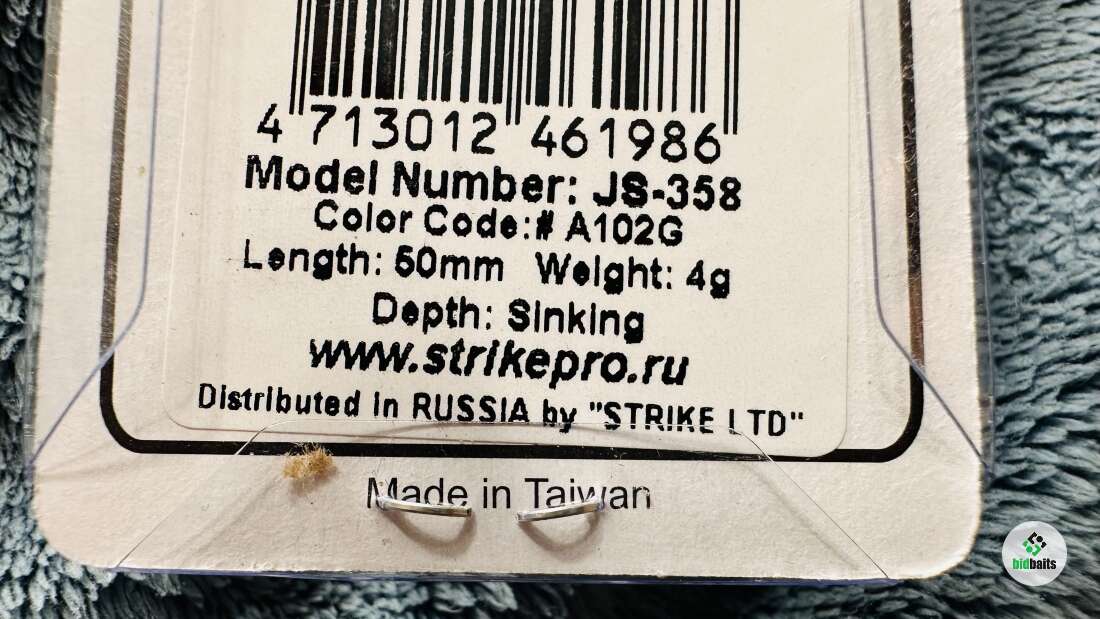 4 713012 461986
Model Number: JS-358
Color Code:# A102G
Length: 50mm Weight: 4g
Depth: Sinking
www.strikepro.ru
Distributed in RUSSIA by "STRIKE LTD"
Made in Taiwan
bidbaits